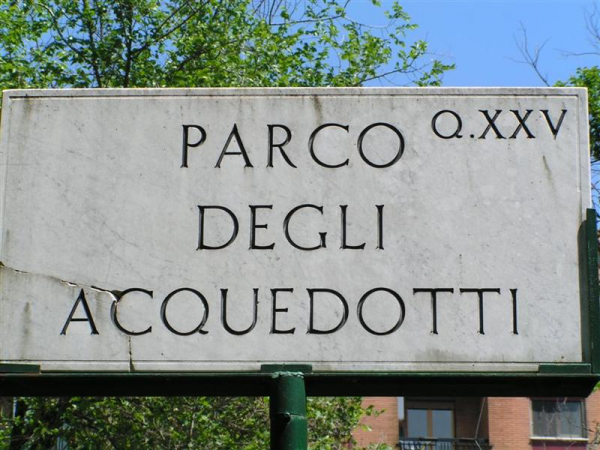 PARCO Q.XXV
DEGLI
ACQUEDOTTI